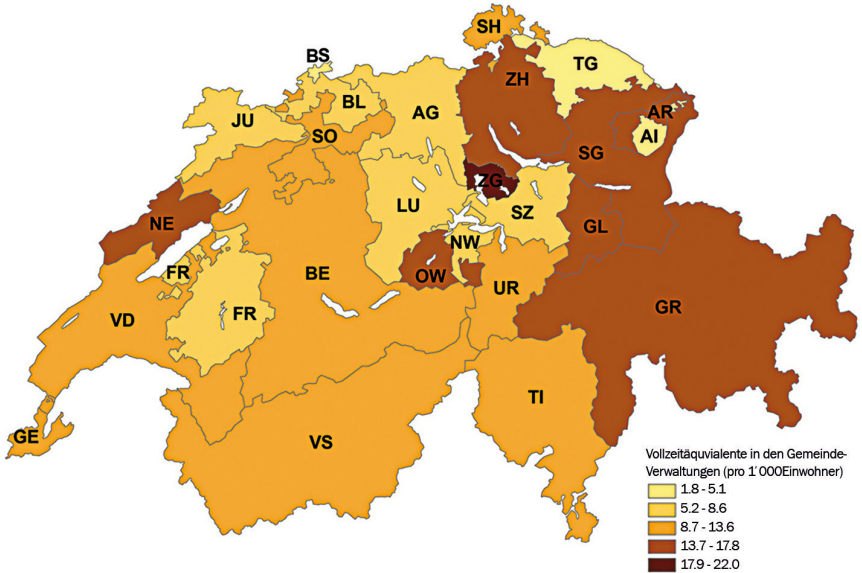 SH
BS
TG
ZH
BL
AG
AR
JU
SO
AI
SG
ZG
LU
SZ
NE
GL
NW
FR
BE
OW
UR
GR
VD
FR
TI
GE
VS
Vollzeitäquvialente in den Gemeinde-
Verwaltungen (pro 1´000Einwohner)
1.8 - 5.1
5.2 - 8.6
8.7 - 13.6
13.7 - 17.8
17.9 - 22.0